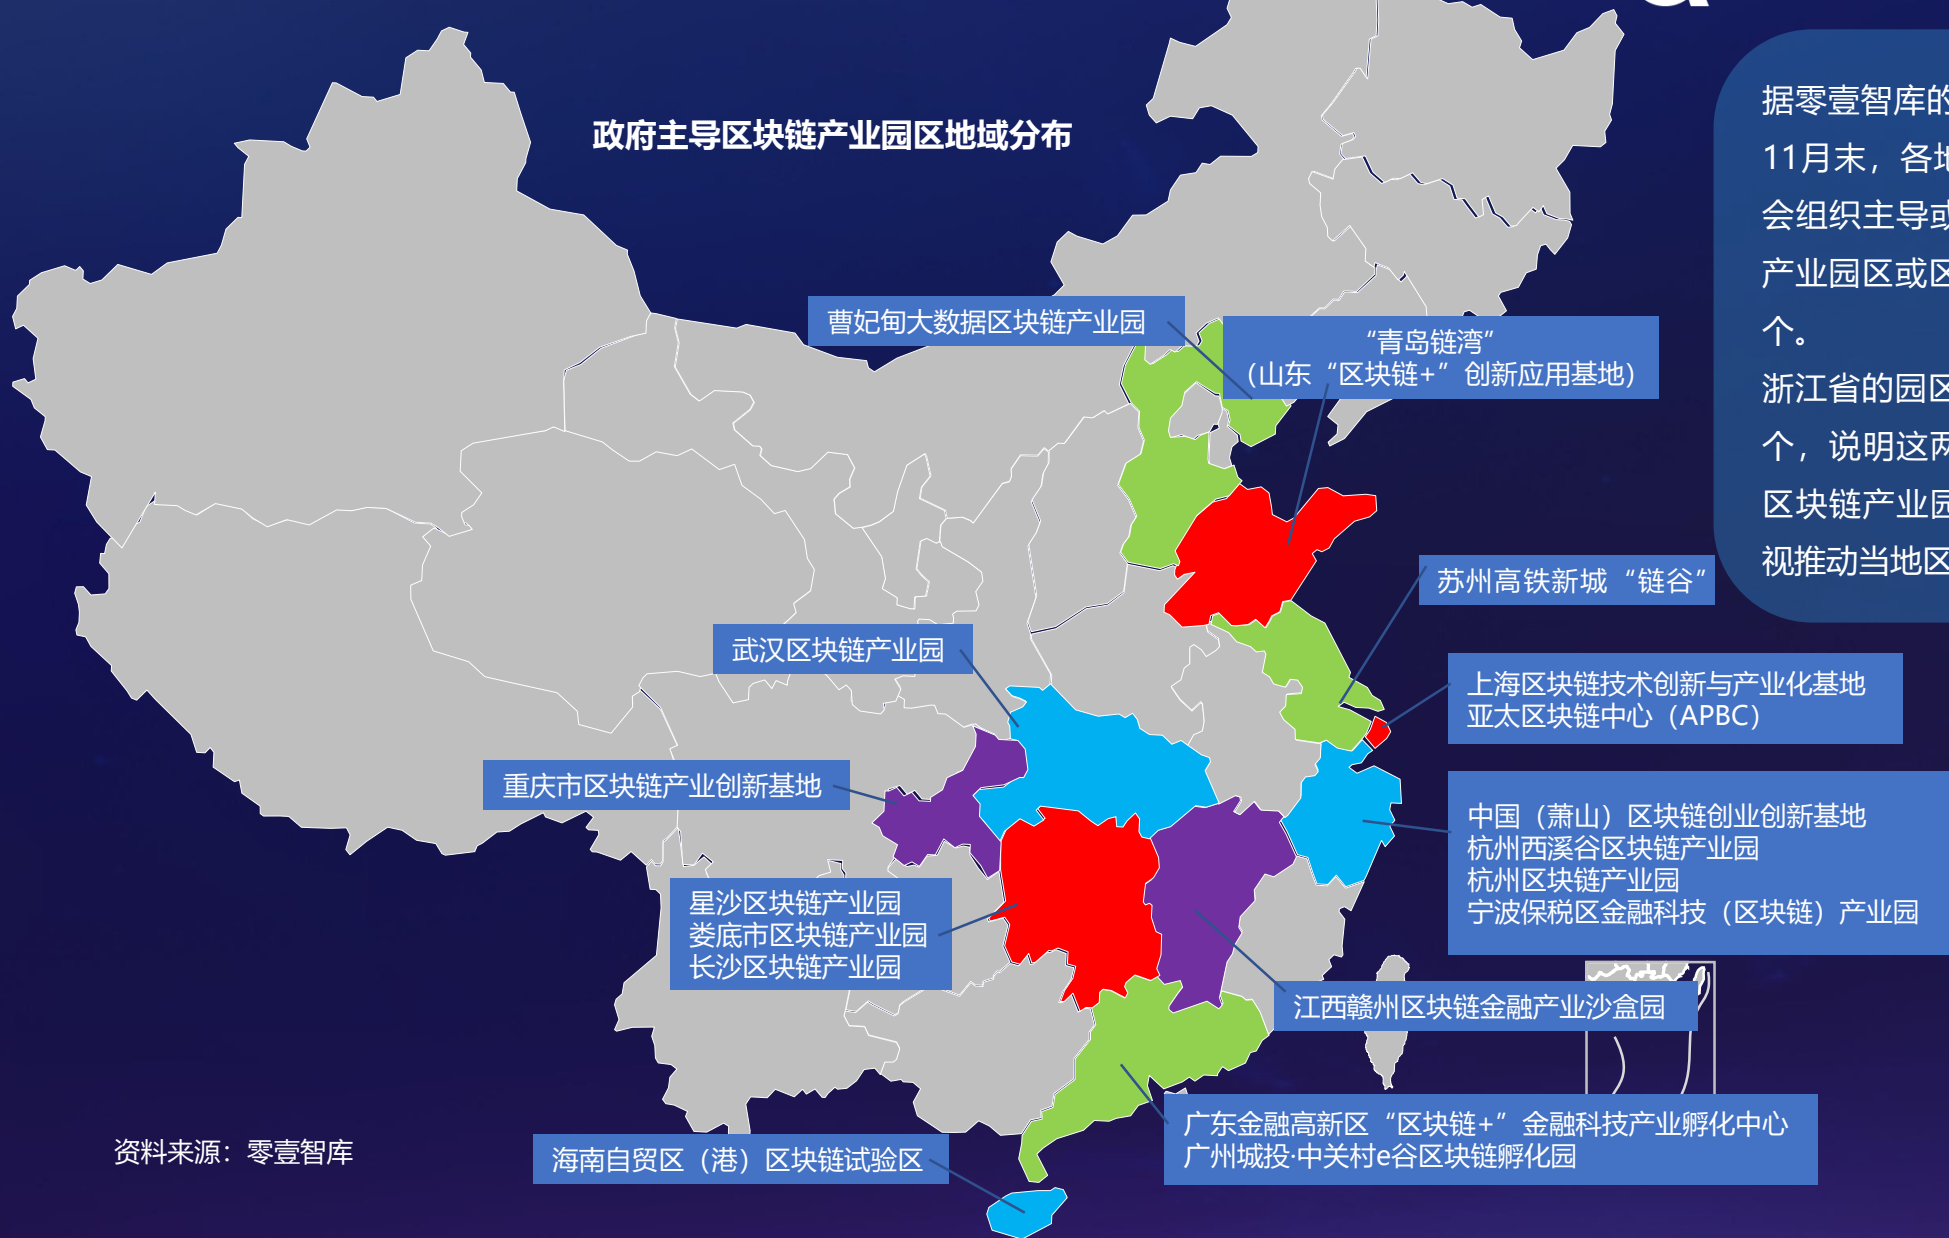 政府主导区块链产业园区地域分布
据零壹智库的
11月末，各地
会组织主导或
产业园区或区
个。
浙江省的园区
个，说明这两
区块链产业园
视推动当地区
曹妃甸大数据区块链产业园
“青岛链湾”
（山东“区块链+”创新应用基地）
苏州高铁新城“链谷”
武汉区块链产业园
上海区块链技术创新与产业化基地
亚太区块链中心（APBC）
重庆市区块链产业创新基地
中国（萧山）区块链创业创新基地
杭州西溪谷区块链产业园
杭州区块链产业园
宁波保税区金融科技（区块链）产业园
星沙区块链产业园
娄底市区块链产业园
长沙区块链产业园
江西赣州区块链金融产业沙盒园
广东金融高新区“区块链+”金融科技产业孵化中心
广州城投·中关村e谷区块链孵化园
海南自贸区（港）区块链试验区
资料来源：零壹智库